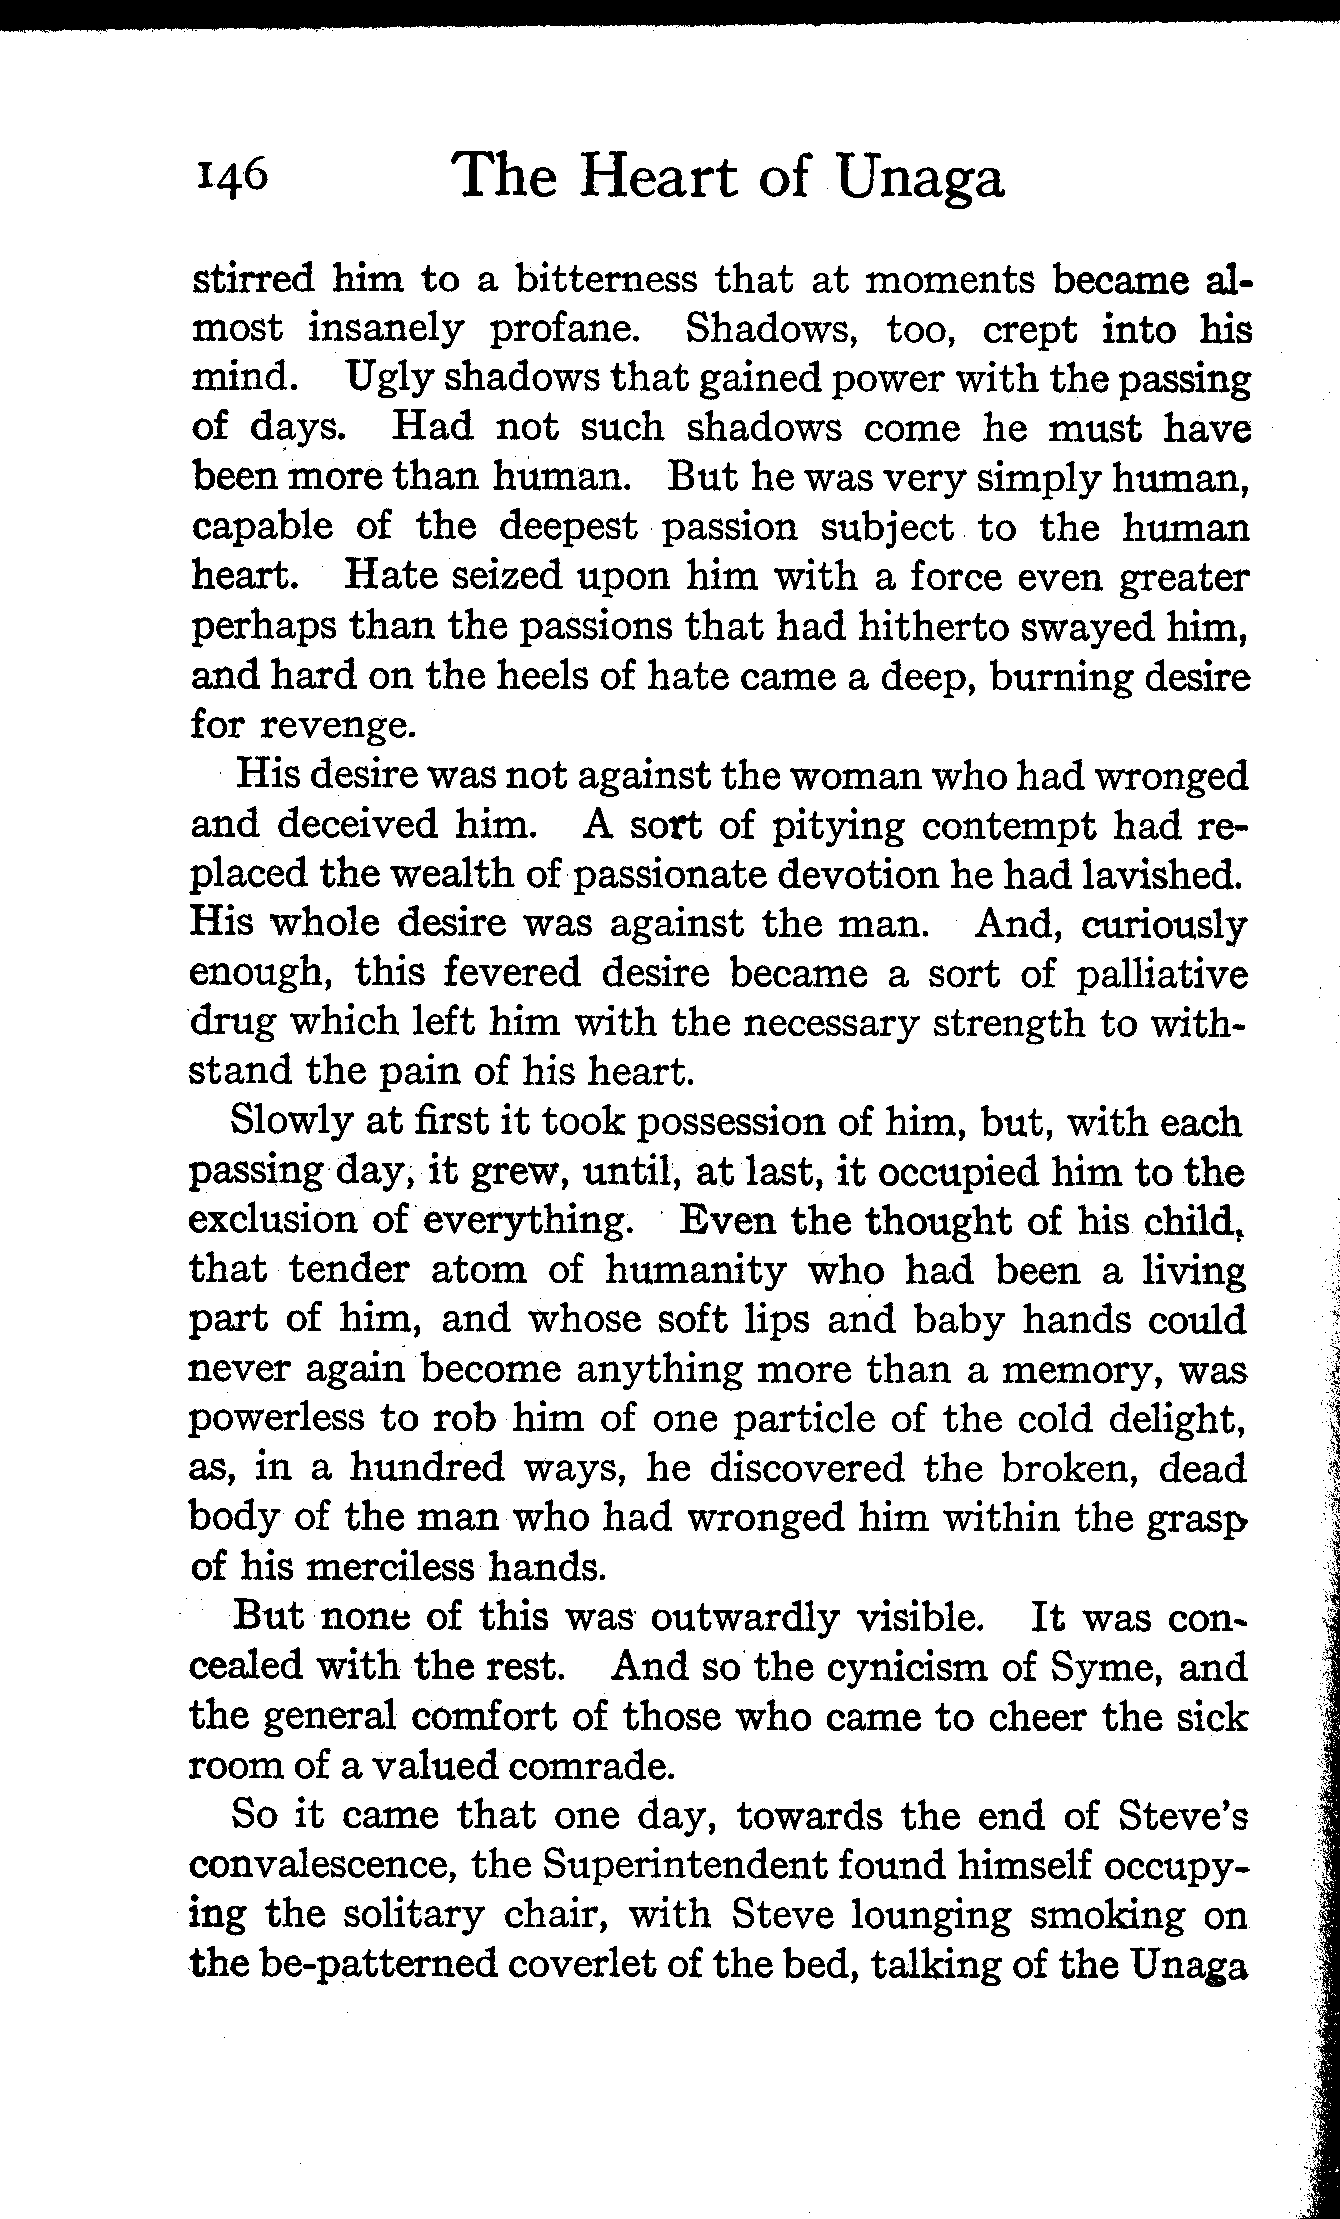 146 The Heart of Unaga
stirred him to a bitterness that at moments became al-
most insanely profane. Shadows, too, crept into his
mind. Ugly shadows that gained power with the passing
of days. Had not such shadows come he must have
been more than human. But he was very simply human,
capable of the deepest passion subject to the human
heart. Hate seized upon him with a force even greater
perhaps than the passions that had hitherto swayed him,
and hard on the heels of hate came a deep, burning desire
for revenge.
His desire was not against the woman who had wronged
and deceived him. A sort of pitying contempt had re-
placed the wealth of passionate devotion he had lavished.
His whole desire was against the man. And, curiously
enough, this fevered desire became a sort of palliative
drug which left him with the necessary strength to with-
stand the pain of his heart.
Slowly at first it took possession of him, but, with each
passing day, it grew, until, at last, it occupied him to the
exclusion of everything. Even the thought of his child,
that tender atom of humanity who had been a living
part of him, and whose soft lips and baby hands could
never again become anything more than a memory, was
powerless to rob him of one particle of the cold delight,
as, in a hundred ways, he discovered the broken, dead
body of the man who had wronged him within the grasp
of his merciless hands.
But none of this was outwardly visible. It was con-
cealed with the rest. And so the cynicism of Syme, and
the general comfort of those who came to cheer the sick
room of a valued comrade.
So it came that one day, towards the end of Steve's
convalescence, the Superintendent found himself occupy-
ing the solitary chair, with Steve lounging smoking on
the be-patterned coverlet of the bed, talking of the Unaga